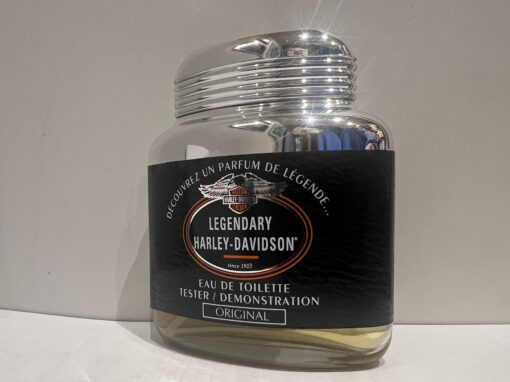 DÉCOUVREZ UN PARFUM DE LÉGENDE...
HARLEY-DAVIDSON
LEGENDARY
HARLEY-DAVIDSON®
since 1903
EAU DE TOILETTE
TESTER / DEMONSTRATION
ORIGINAL